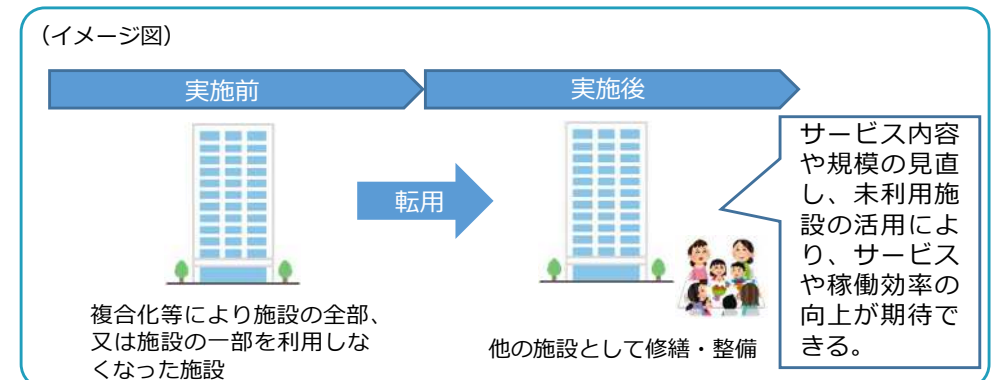 （イメージ図）
実施前
実施後
転用
サービス内容
や規模の見直
し、未利用施
設の活用によ
り、サービス
や稼働効率の
向上が期待で
きる。
複合化等により施設の全部、
又は施設の一部を利用しな
くなった施設
他の施設として修繕・整備